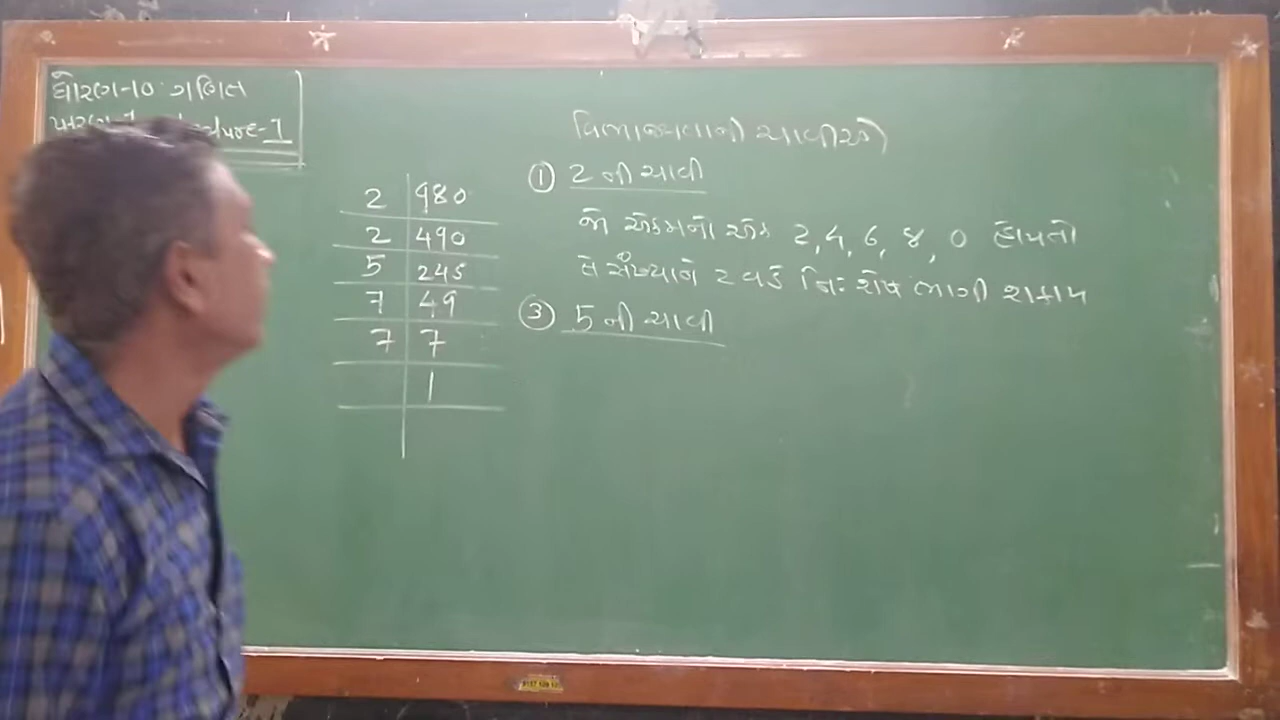 ધોરણ-10 ગણિત
-1
વિભાજ્યતાની ચાવીઓ
① 2 ની ચાવી
જો એકમનો અંક 2, 4, 6, 8, 0 હોય તો
તે સંખ્યાને 2 વડે નિઃશેષ ભાગી શકાય
③ 5 ની ચાવી
2 980
2 490
5 245
7 49
7 7
1